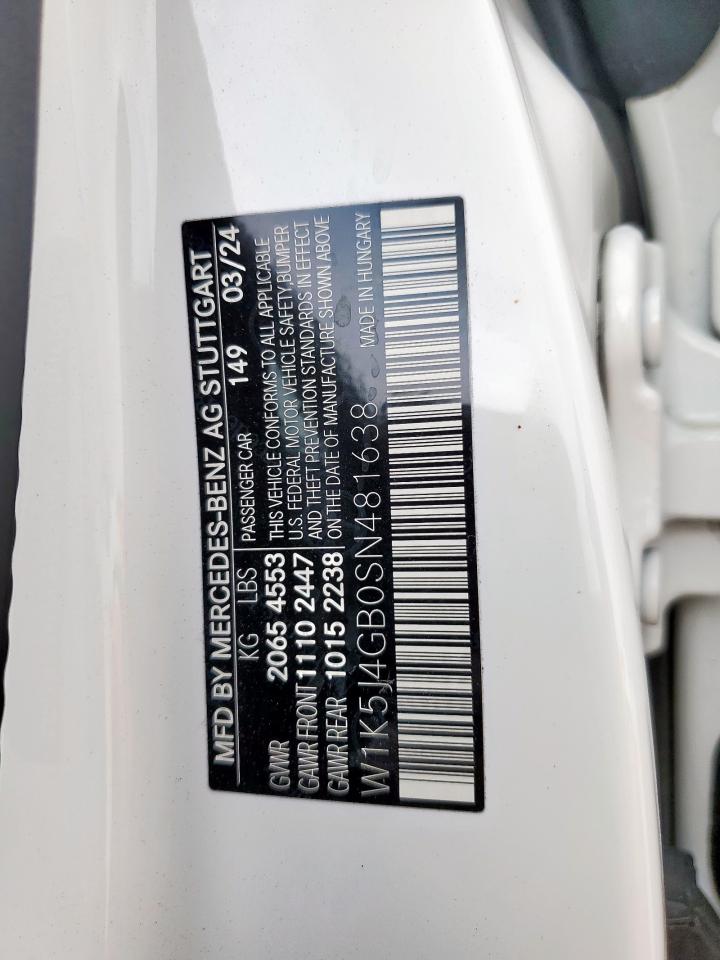 MFD BY MERCEDES-BENZ AG STUTTGART
149 03/24
KG LBS PASSENGER CAR
GWR 2065 4553 THIS VEHICLE CONFORMS TO ALL APPLICABLE
U.S. FEDERAL MOTOR VEHICLE SAFETY,BUMPER
GAWR FRONT 1110 2447 AND THEFT PREVENTION STANDARDS IN EFFECT
GAWR REAR 1015 2238 ON THE DATE OF MANUFACTURE SHOWN ABOVE
W1K5J4GB0SN481638 MADE IN HUNGARY